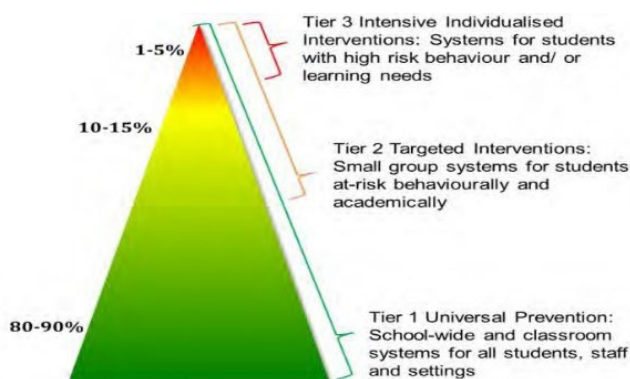 Tier 3 Intensive Individualised
Interventions: Systems for students
with high risk behaviour and/ or
learning needs
1-5%
10-15%
Tier 2 Targeted Interventions:
Small group systems for students
at-risk behaviourally and
academically
80-90%
Tier 1 Universal Prevention:
School-wide and classroom
systems for all students, staff
and settings